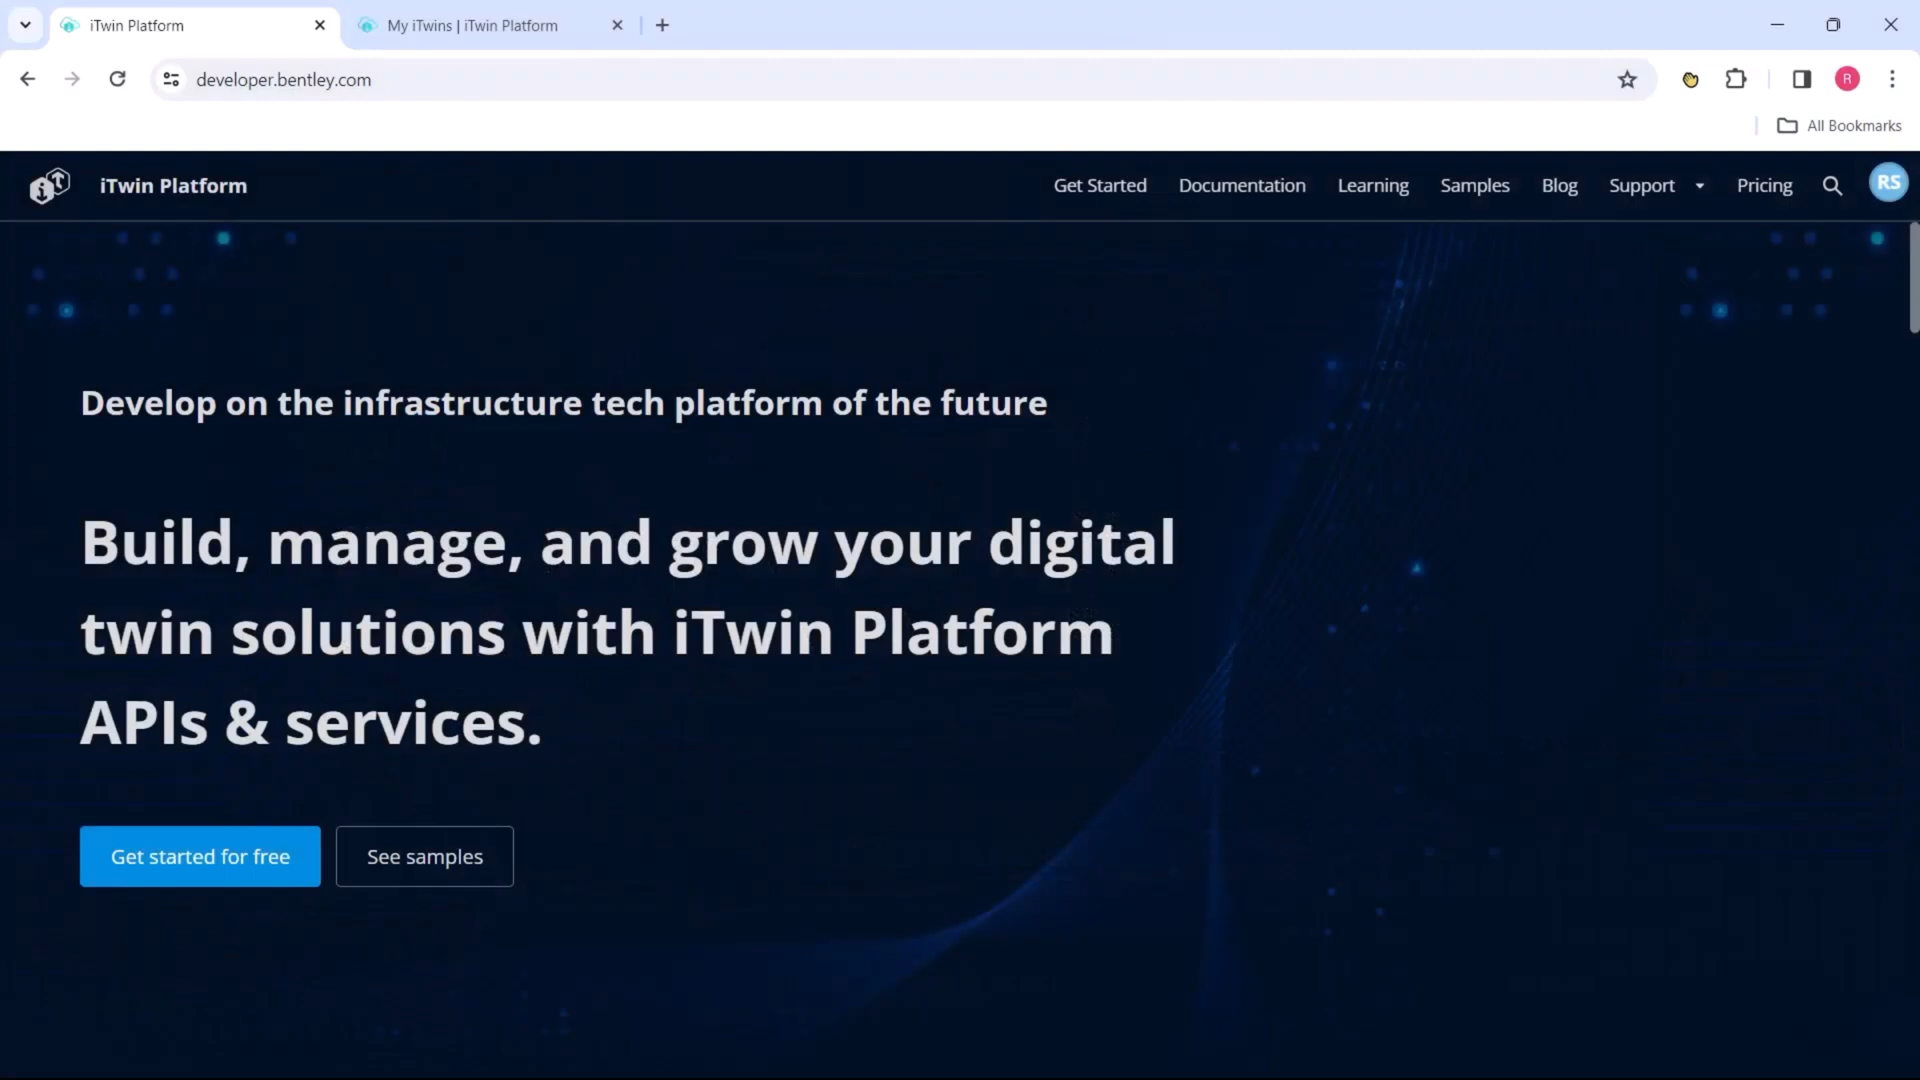 iTwin Platform
My iTwins | iTwin Platform
developer.bentley.com
R
All Bookmarks
iTwin Platform
Get Started
Documentation
Learning
Samples
Blog
Support
Pricing
RS
Develop on the infrastructure tech platform of the future
Build, manage, and grow your digital
twin solutions with iTwin Platform
APIs & services.
Get started for free
See samples